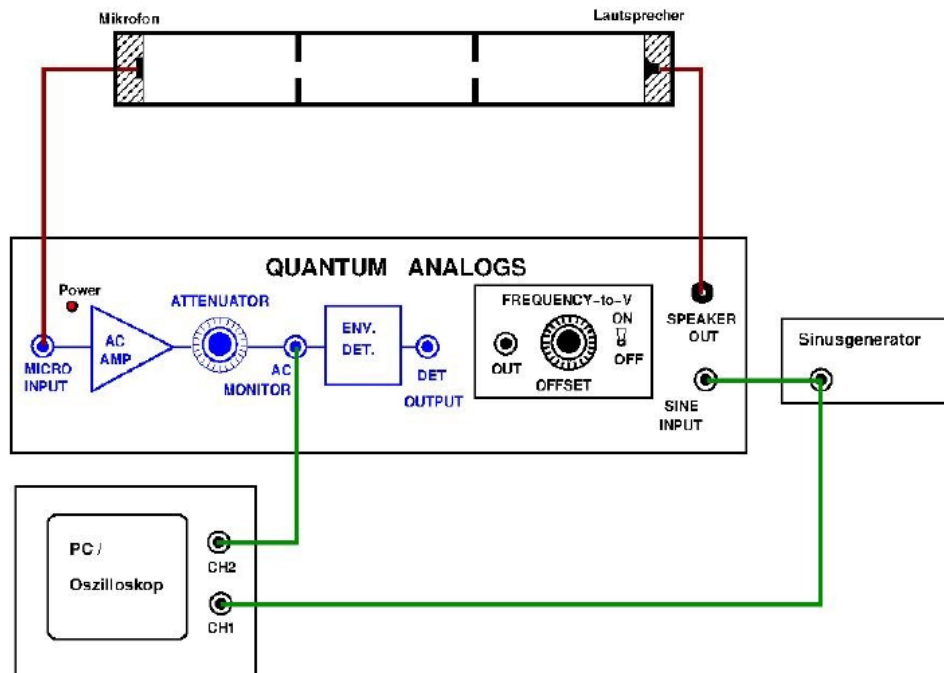 Mikrofon
Lautsprecher
QUANTUM ANALOGS
Power
ATTENUATOR
FREQUENCY-to-V
ON
OFF
OUT
OFFSET
SPEAKER
OUT
Sinusgenerator
AC
AMP
ENV.
DET.
MICRO
INPUT
AC
MONITOR
DET
OUTPUT
SINE
INPUT
PC /
Oszilloskop
CH2
CH1